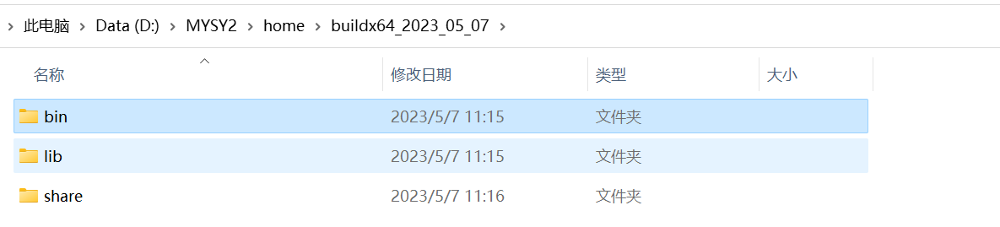 此电脑 Data (D:) MYSY2 home buildx64_2023_05_07
名称 修改日期 类型 大小
bin 2023/5/7 11:15 文件夹
lib 2023/5/7 11:15 文件夹
share 2023/5/7 11:16 文件夹